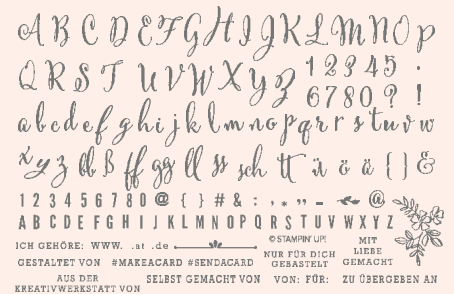 A B C D E F G H I J K L M N O P
Q R S T U V W X Y Z 1 2 3 4 5 .
6 7 8 0 ? !
a b c d e f g h i j k l m n o p q r s t u v w
x y z bb ß ff gg ll ss sch tt ü ö ä { } &
1 2 3 4 5 6 7 8 0 @ { } # & : , . „ – @
A B C D E F G H I J K L M N O P Q R S T U V W X Y Z
ICH GEHÖRE: WWW. .at .de
©STAMPIN' UP!
MIT
LIEBE
GEMACHT
NUR FÜR DICH
GEBASTELT
GESTALTET VON #MAKEACARD #SENDACARD
AUS DER
KREATIVWERKSTATT VON
SELBST GEMACHT VON VON: FÜR: ZU ÜBERGEBEN AN